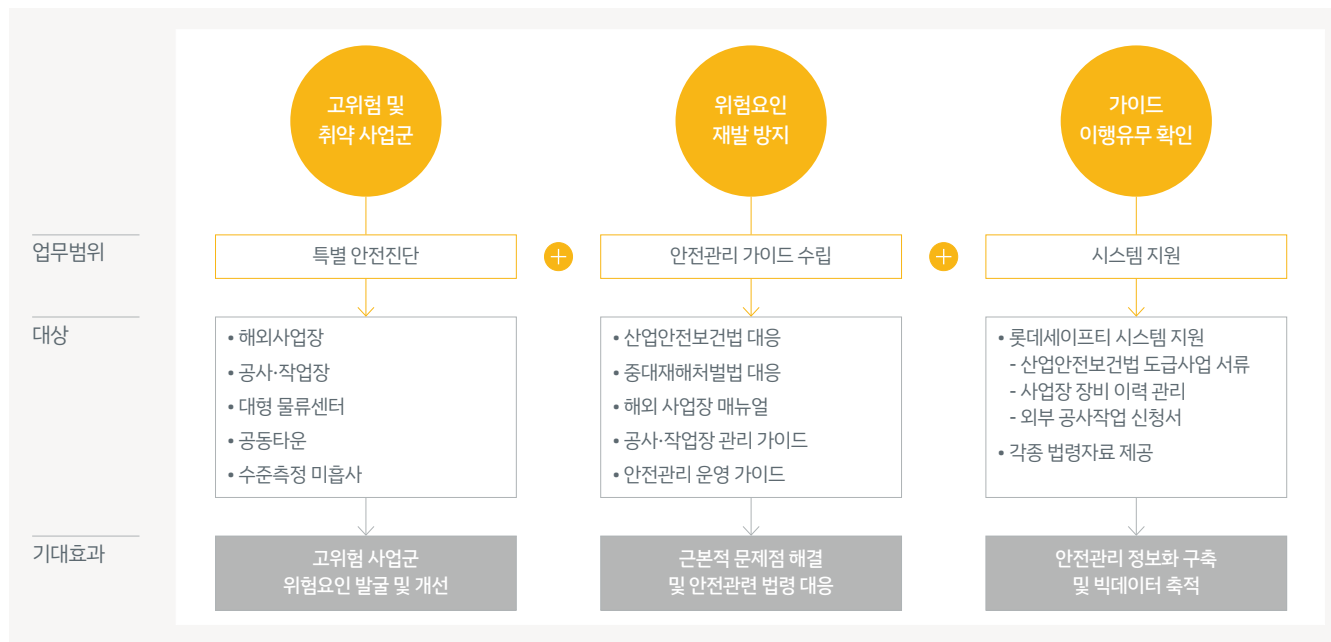 고위험 및
취약 사업군
위험요인
재발 방지
가이드
이행유무 확인
업무범위
특별 안전진단
안전관리 가이드 수립
시스템 지원
대상
• 해외사업장
• 공사·작업장
• 대형 물류센터
• 공동타운
• 수준측정 미흡사
• 산업안전보건법 대응
• 중대재해처벌법 대응
• 해외 사업장 매뉴얼
• 공사·작업장 관리 가이드
• 안전관리 운영 가이드
• 롯데세이프티 시스템 지원
- 산업안전보건법 도급사업 서류
- 사업장 장비 이력 관리
- 외부 공사작업 신청서
• 각종 법령자료 제공
기대효과
고위험 사업군
위험요인 발굴 및 개선
근본적 문제점 해결
및 안전관련 법령 대응
안전관리 정보화 구축
및 빅데이터 축적